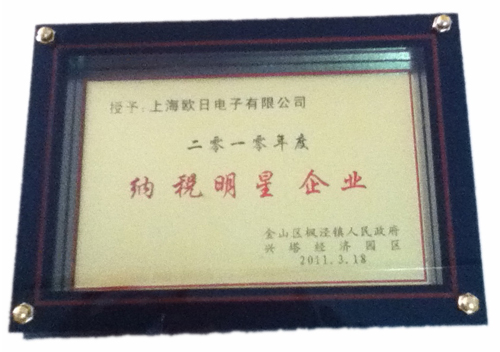 授予:上海欧日电子有限公司
二零一零年度
纳税明星企业
金山区枫泾镇人民政府
兴塔经济园区
2011.3.18